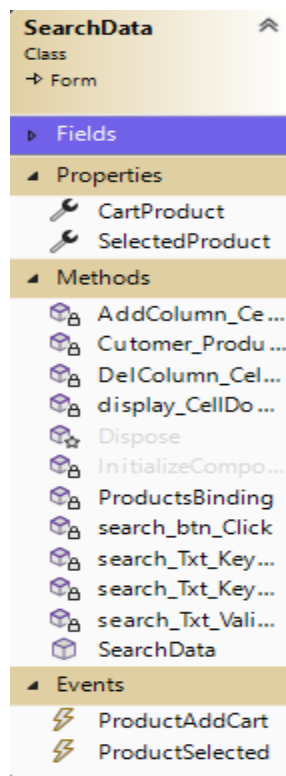 SearchData
Class
Form
Fields
Properties
CartProduct
SelectedProduct
Methods
AddColumn_Ce...
Cutomer_Produ...
DelColumn_Cel...
display_CellDo...
Dispose
InitializeCompo...
ProductsBinding
search_btn_Click
search_Txt_Key...
search_Txt_Key...
search_Txt_Vali...
SearchData
Events
ProductAddCart
ProductSelected